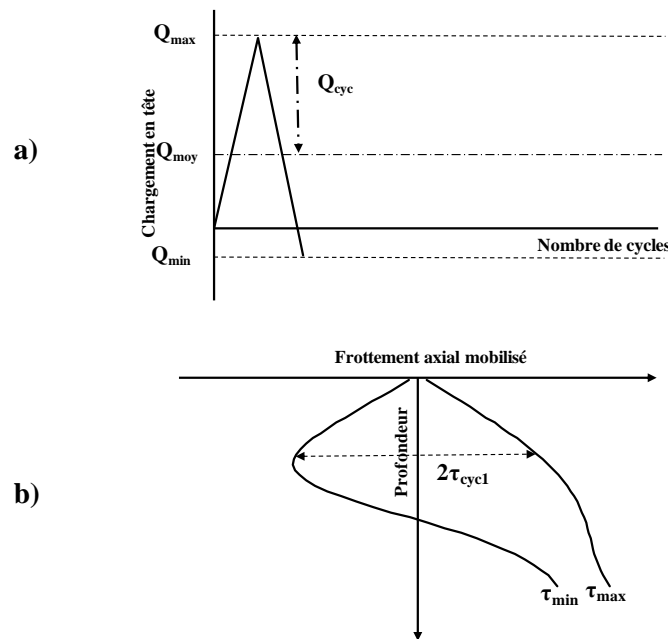 a)
Chargement en tête
Qmax
Qcyc
Qmoy
Qmin
Nombre de cycles
b)
Frottement axial mobilisé
Profondeur
2τcyc1
τmin
τmax